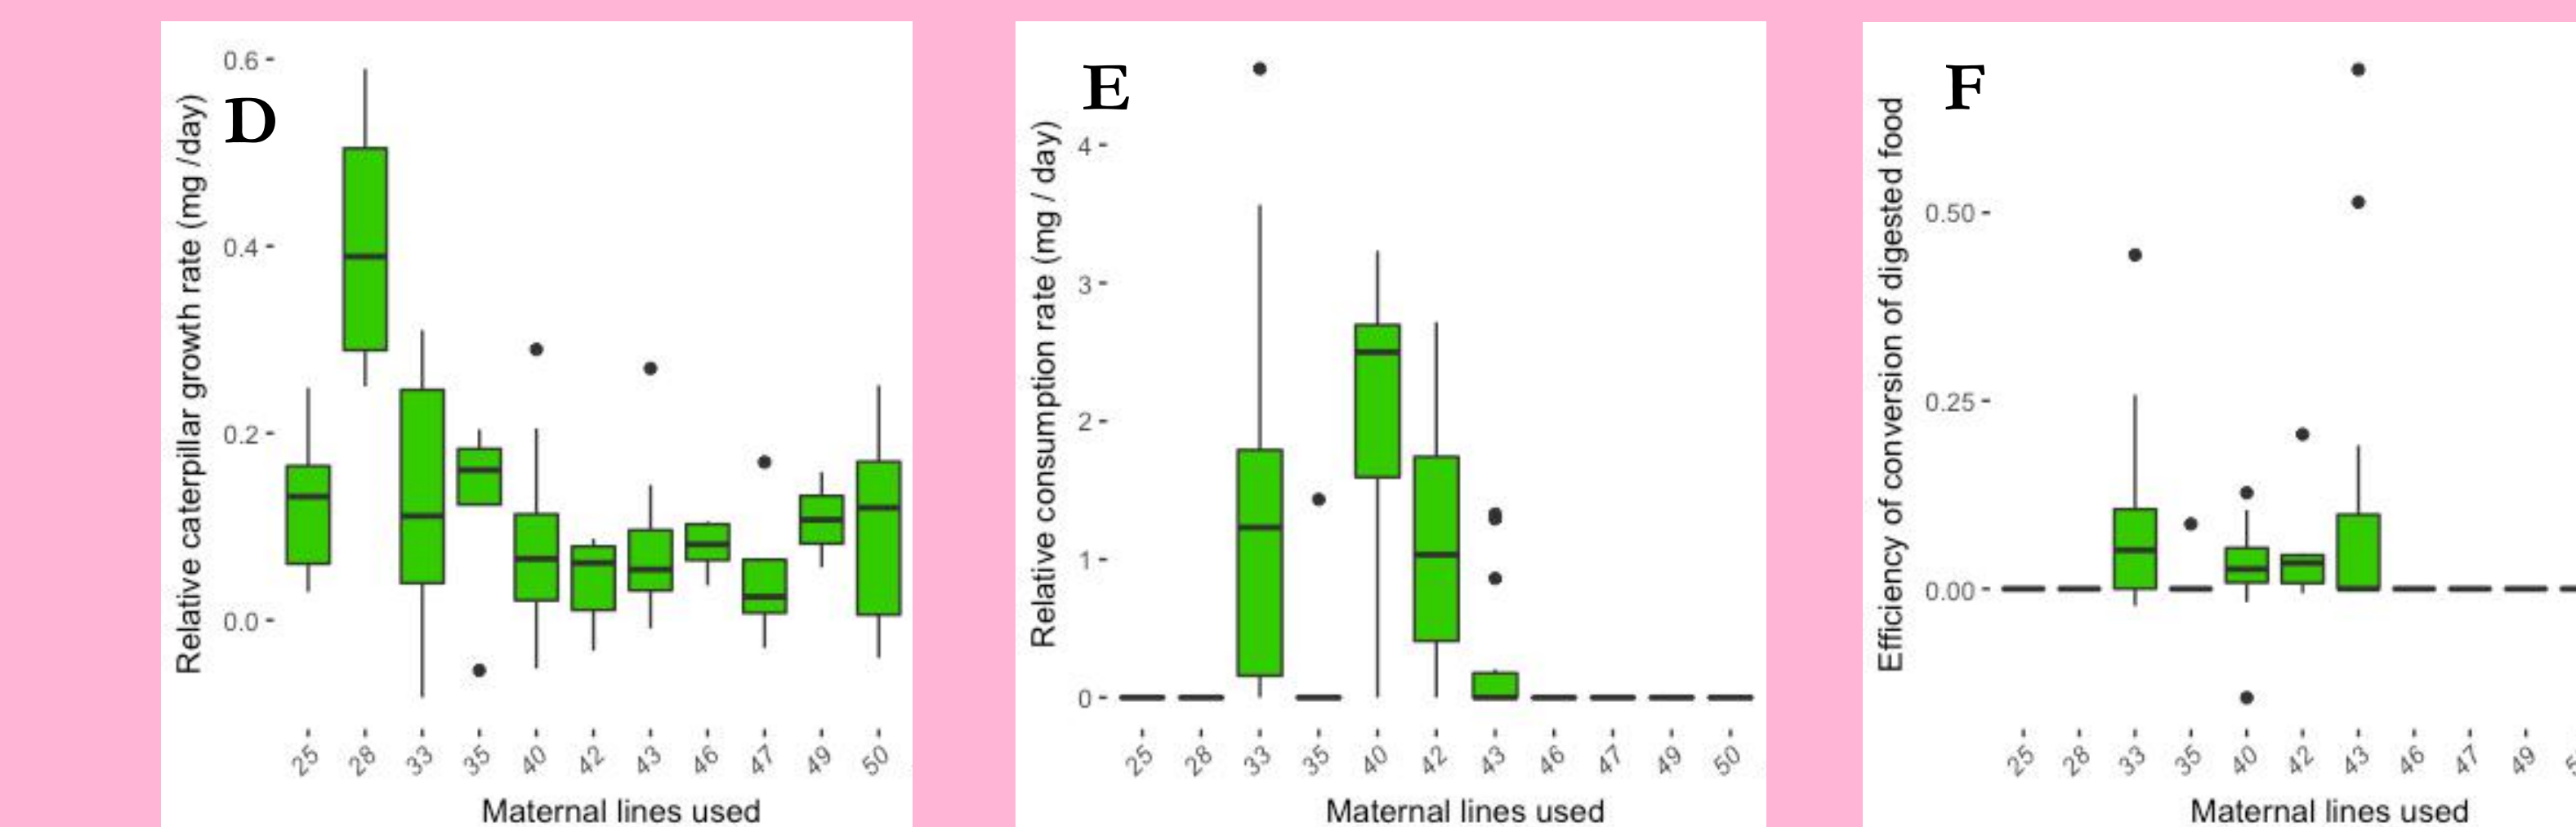 D
Relative caterpillar growth rate (mg /day)
0.6
0.4
0.2
0.0
25 28 33 35 40 42 43 46 47 49 50
Maternal lines used
E
Relative consumption rate (mg / day)
4
3
2
1
0
25 28 33 35 40 42 43 46 47 49 50
Maternal lines used
F
Efficiency of conversion of digested food
0.50
0.25
0.00
25 28 33 35 40 42 43 46 47 49
Maternal lines used